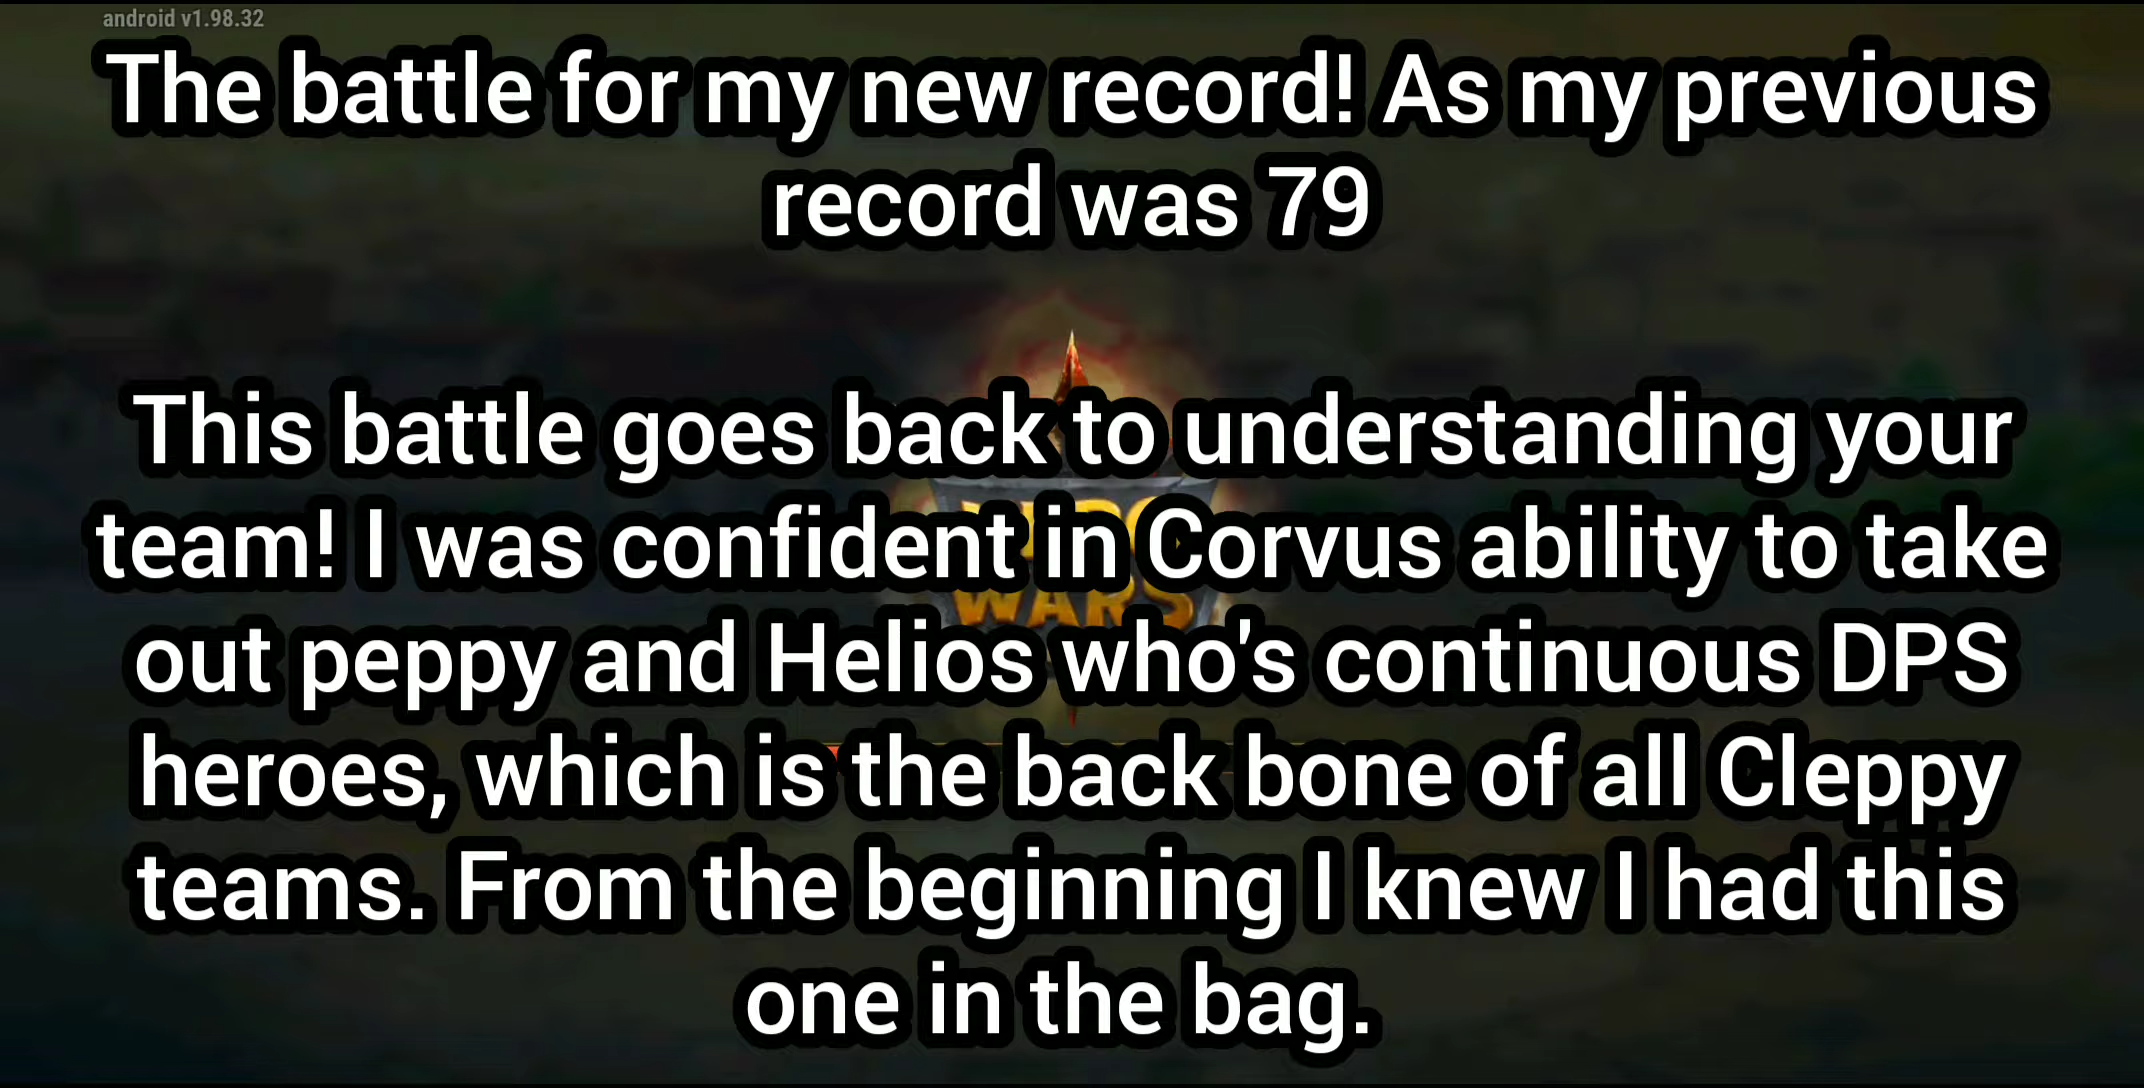 android v1.98.32
The battle for my new record! As my previous
record was 79
This battle goes back to understanding your
team! I was confident in Corvus ability to take
WARS
out peppy and Helios who's continuous DPS
heroes, which is the back bone of all Cleppy
teams. From the beginning I knew I had this
one in the bag.